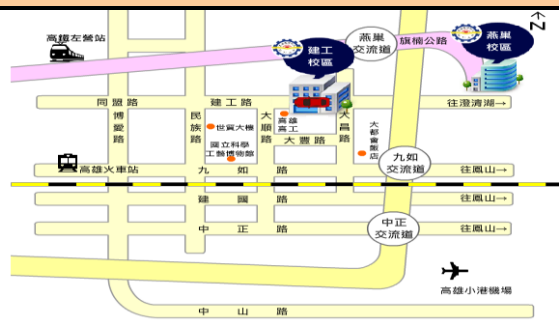 高鐵左營站
建工
校區
燕巢
交流道
旗楠公路
燕巢
校區
Z
同盟路
建工路
往澄清湖→
博愛路
民族路
大順路
大昌路
世貿大樓
國立科學
工藝博物館
高雄
高工
大豐路
大都會飯店
高雄火車站
九如路
九如
交流道
往鳳山→
建國路
往鳳山→
中正路
中正
交流道
往鳳山→
高雄小港機場
中山路